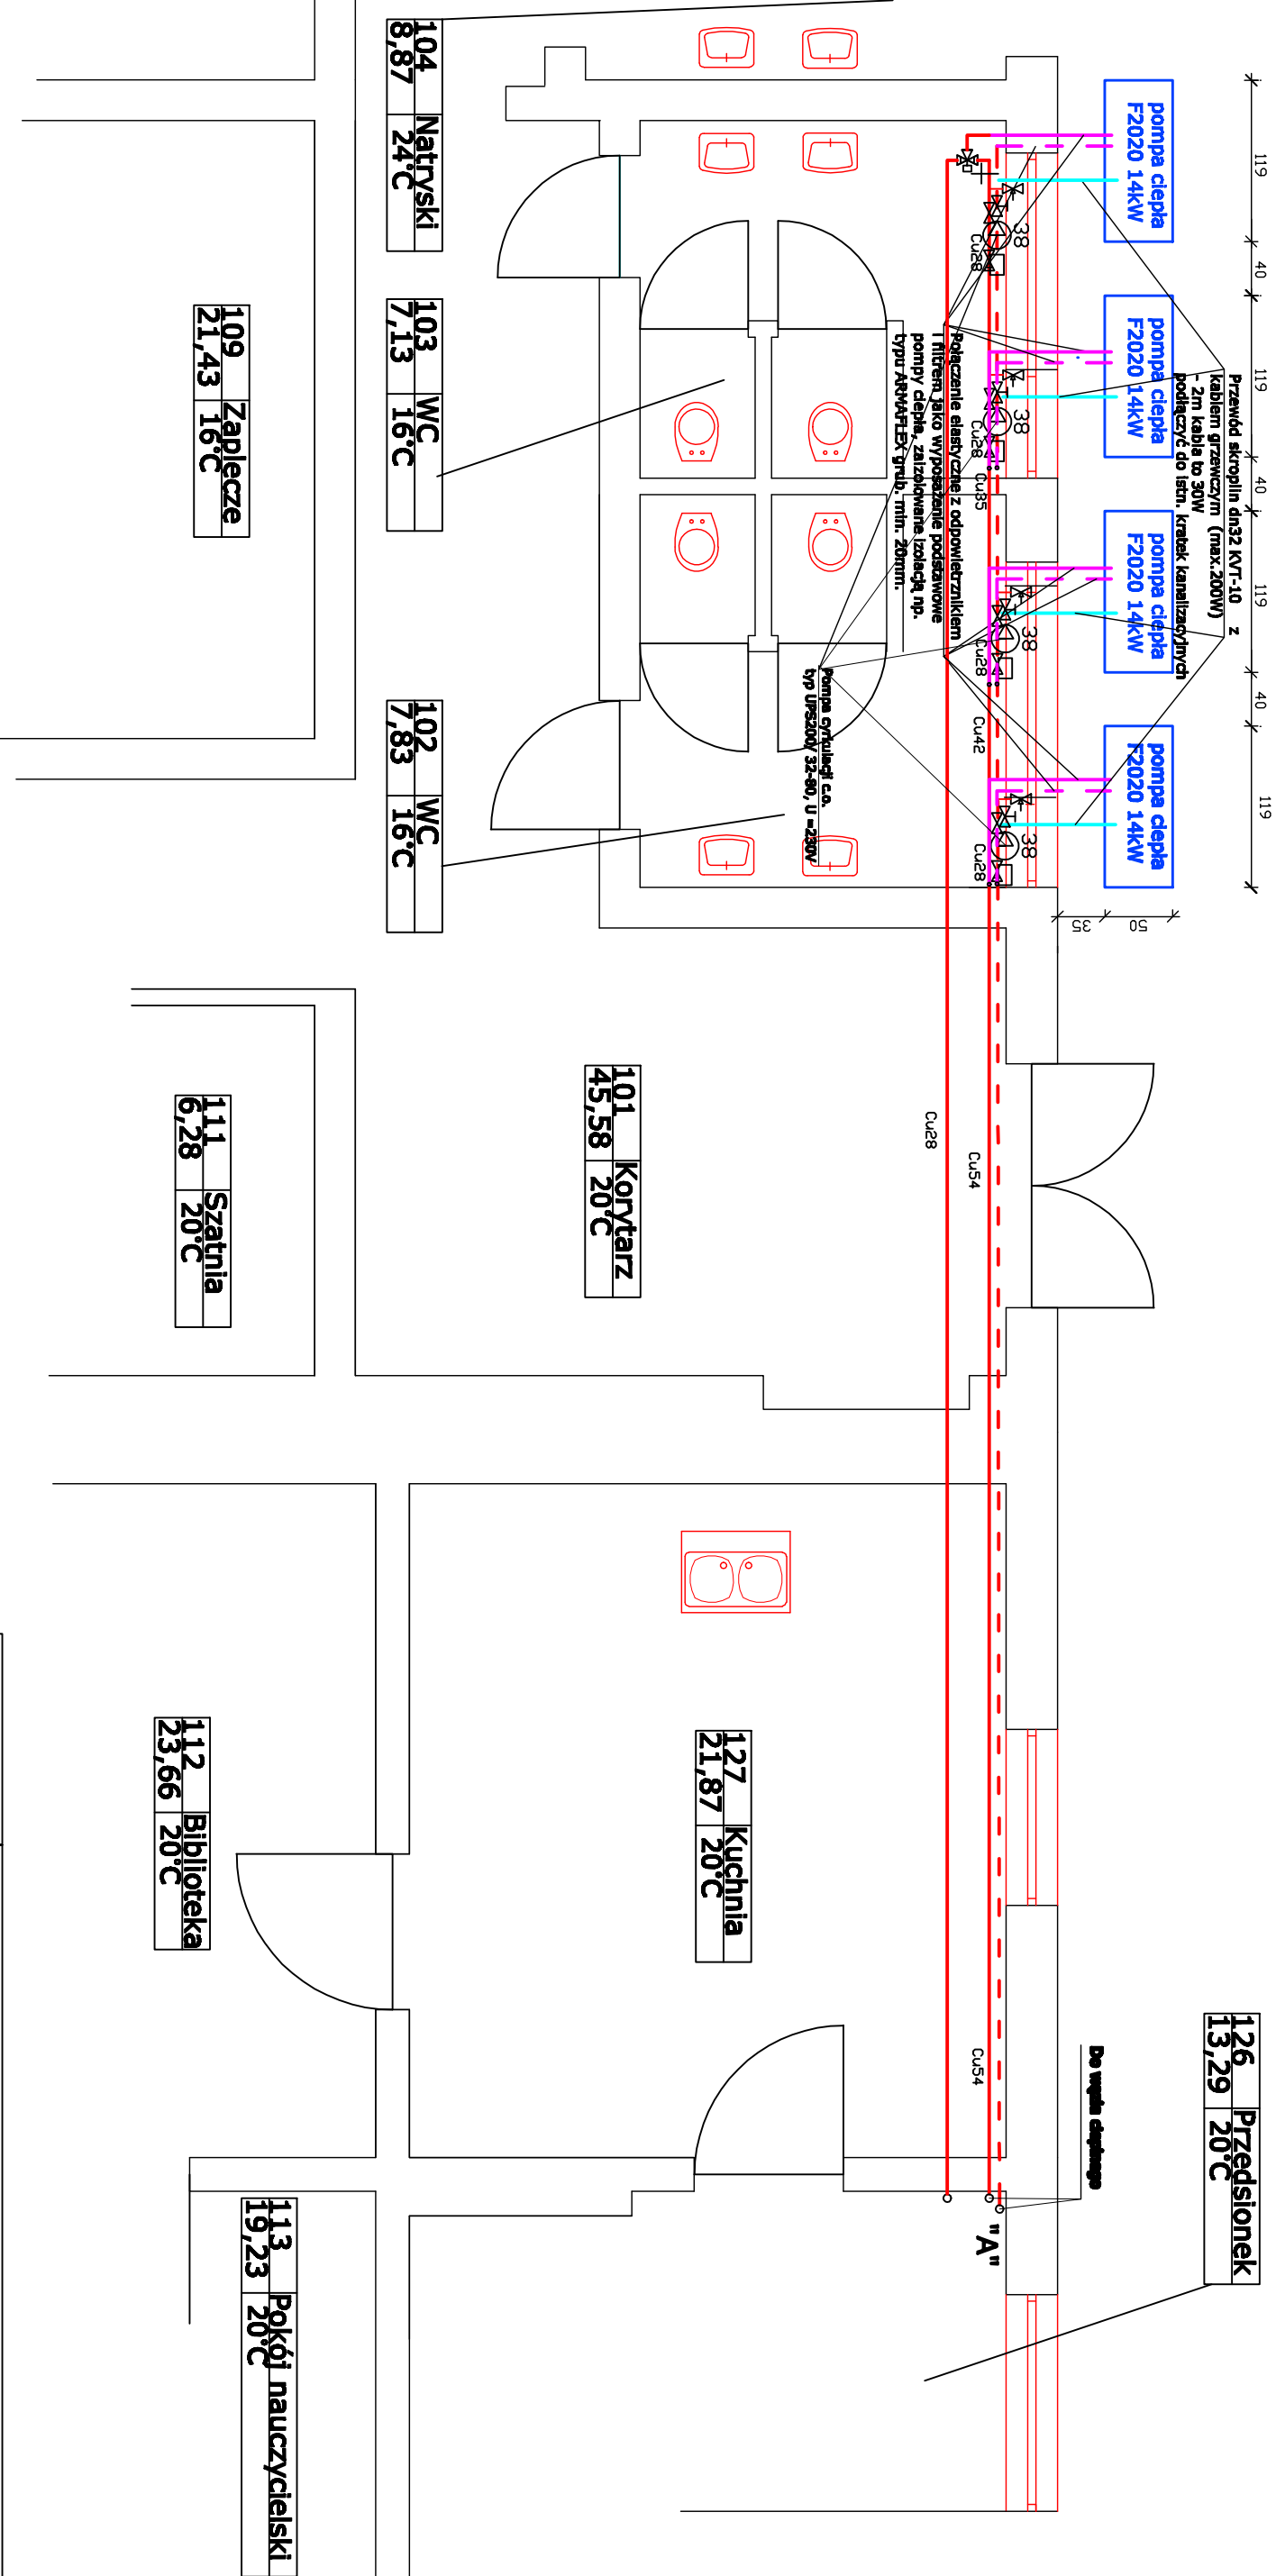 119
40
119
40
119
40
119
35
50
pompa ciepła
F2020 14kW
pompa ciepła
F2020 14kW
pompa ciepła
F2020 14kW
pompa ciepła
F2020 14kW
Przewód skroplin dn32 KVT-10 z
kablem grzewczym (max.200W)
- 2m kabla to 30W
podłączyć do istn. kratek kanalizacyjnych
38
Cu28
38
Cu28
Cu35
38
Cu28
Cu42
38
Cu28
Połączenie elastyczne z odpowietrznikiem
i filtrem jako wyposażenie podstawowe
pompy ciepła, zaizolowane izolacją np.
typu ARMAFLEX grub. min. 20mm.
Pompa cyrkulacji c.o.
typ UPS200/ 32-80, U =230V
Cu28
Cu54
Cu54
Do węzła cieplnego
"A"
126 Przedsionek
13,29 20°C
127 Kuchnia
21,87 20°C
101 Korytarz
45,58 20°C
104 Natryski
8,87 24°C
103 WC
7,13 16°C
102 WC
7,83 16°C
109 Zaplecze
21,43 16°C
111 Szatnia
6,28 20°C
112 Biblioteka
23,66 20°C
113 Pokój nauczycielski
19,23 20°C